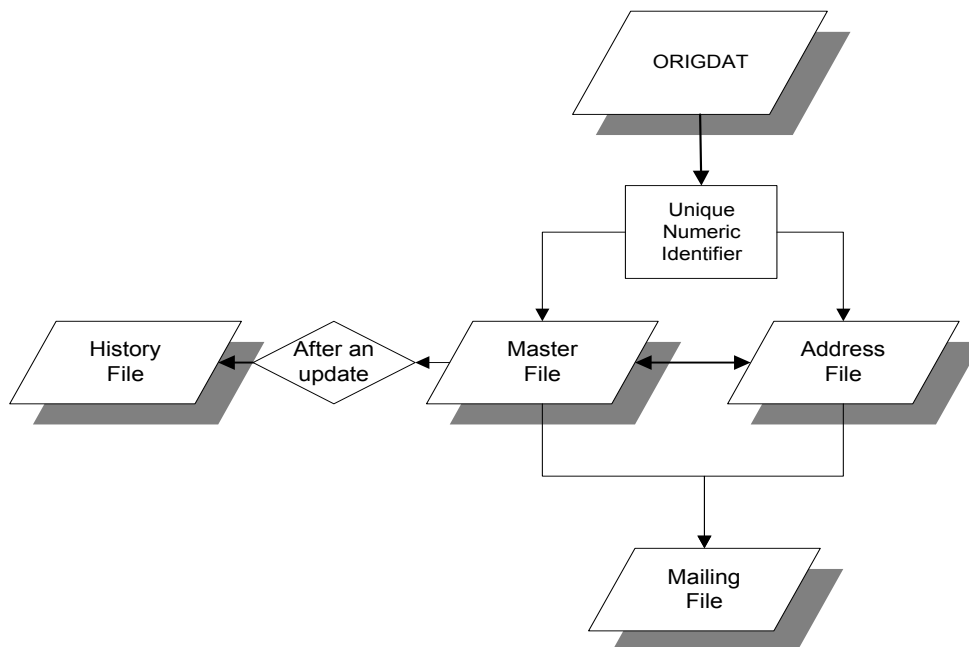 ORIGDAT
Unique
Numeric
Identifier
History
File
After an
update
Master
File
Address
File
Mailing
File